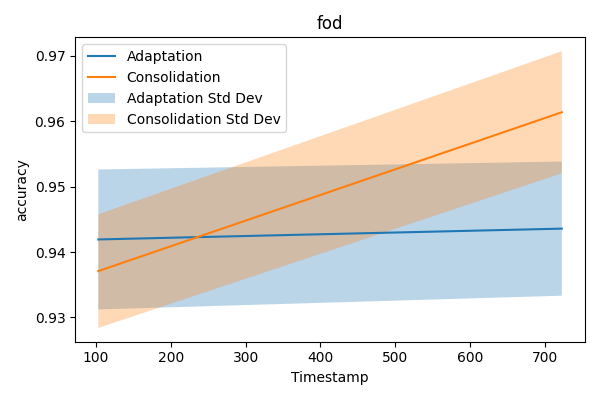 fod
0.97
0.96
0.95
0.94
0.93
accuracy
Adaptation
Consolidation
Adaptation Std Dev
Consolidation Std Dev
100 200 300 400 500 600 700
Timestamp